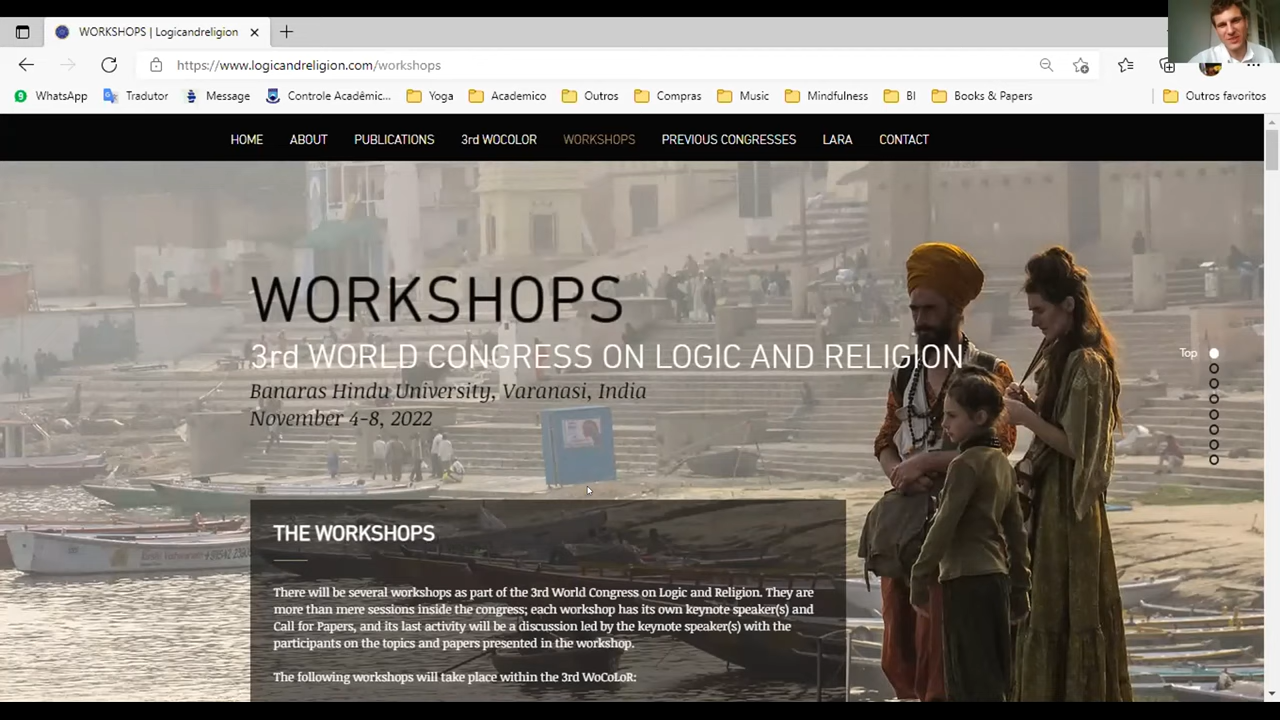 WORKSHOPS | Logicandreligion
https://www.logicandreligion.com/workshops
WhatsApp Tradutor Message Controle Acadêmic... Yoga Academico Outros Compras Music Mindfulness BI Books & Papers Outros favoritos
HOME ABOUT PUBLICATIONS 3rd WOCOLOR WORKSHOPS PREVIOUS CONGRESSES LARA CONTACT
WORKSHOPS
3rd WORLD CONGRESS ON LOGIC AND RELIGION
Top
Banaras Hindu University, Varanasi, India
November 4-8, 2022
THE WORKSHOPS
There will be several workshops as part of the 3rd World Congress on Logic and Religion. They are
more than mere sessions inside the congress; each workshop has its own keynote speaker(s) and
Call for Papers, and its last activity will be a discussion led by the keynote speaker(s) with the
participants on the topics and papers presented in the workshop.
The following workshops will take place within the 3rd WoCoLoR: